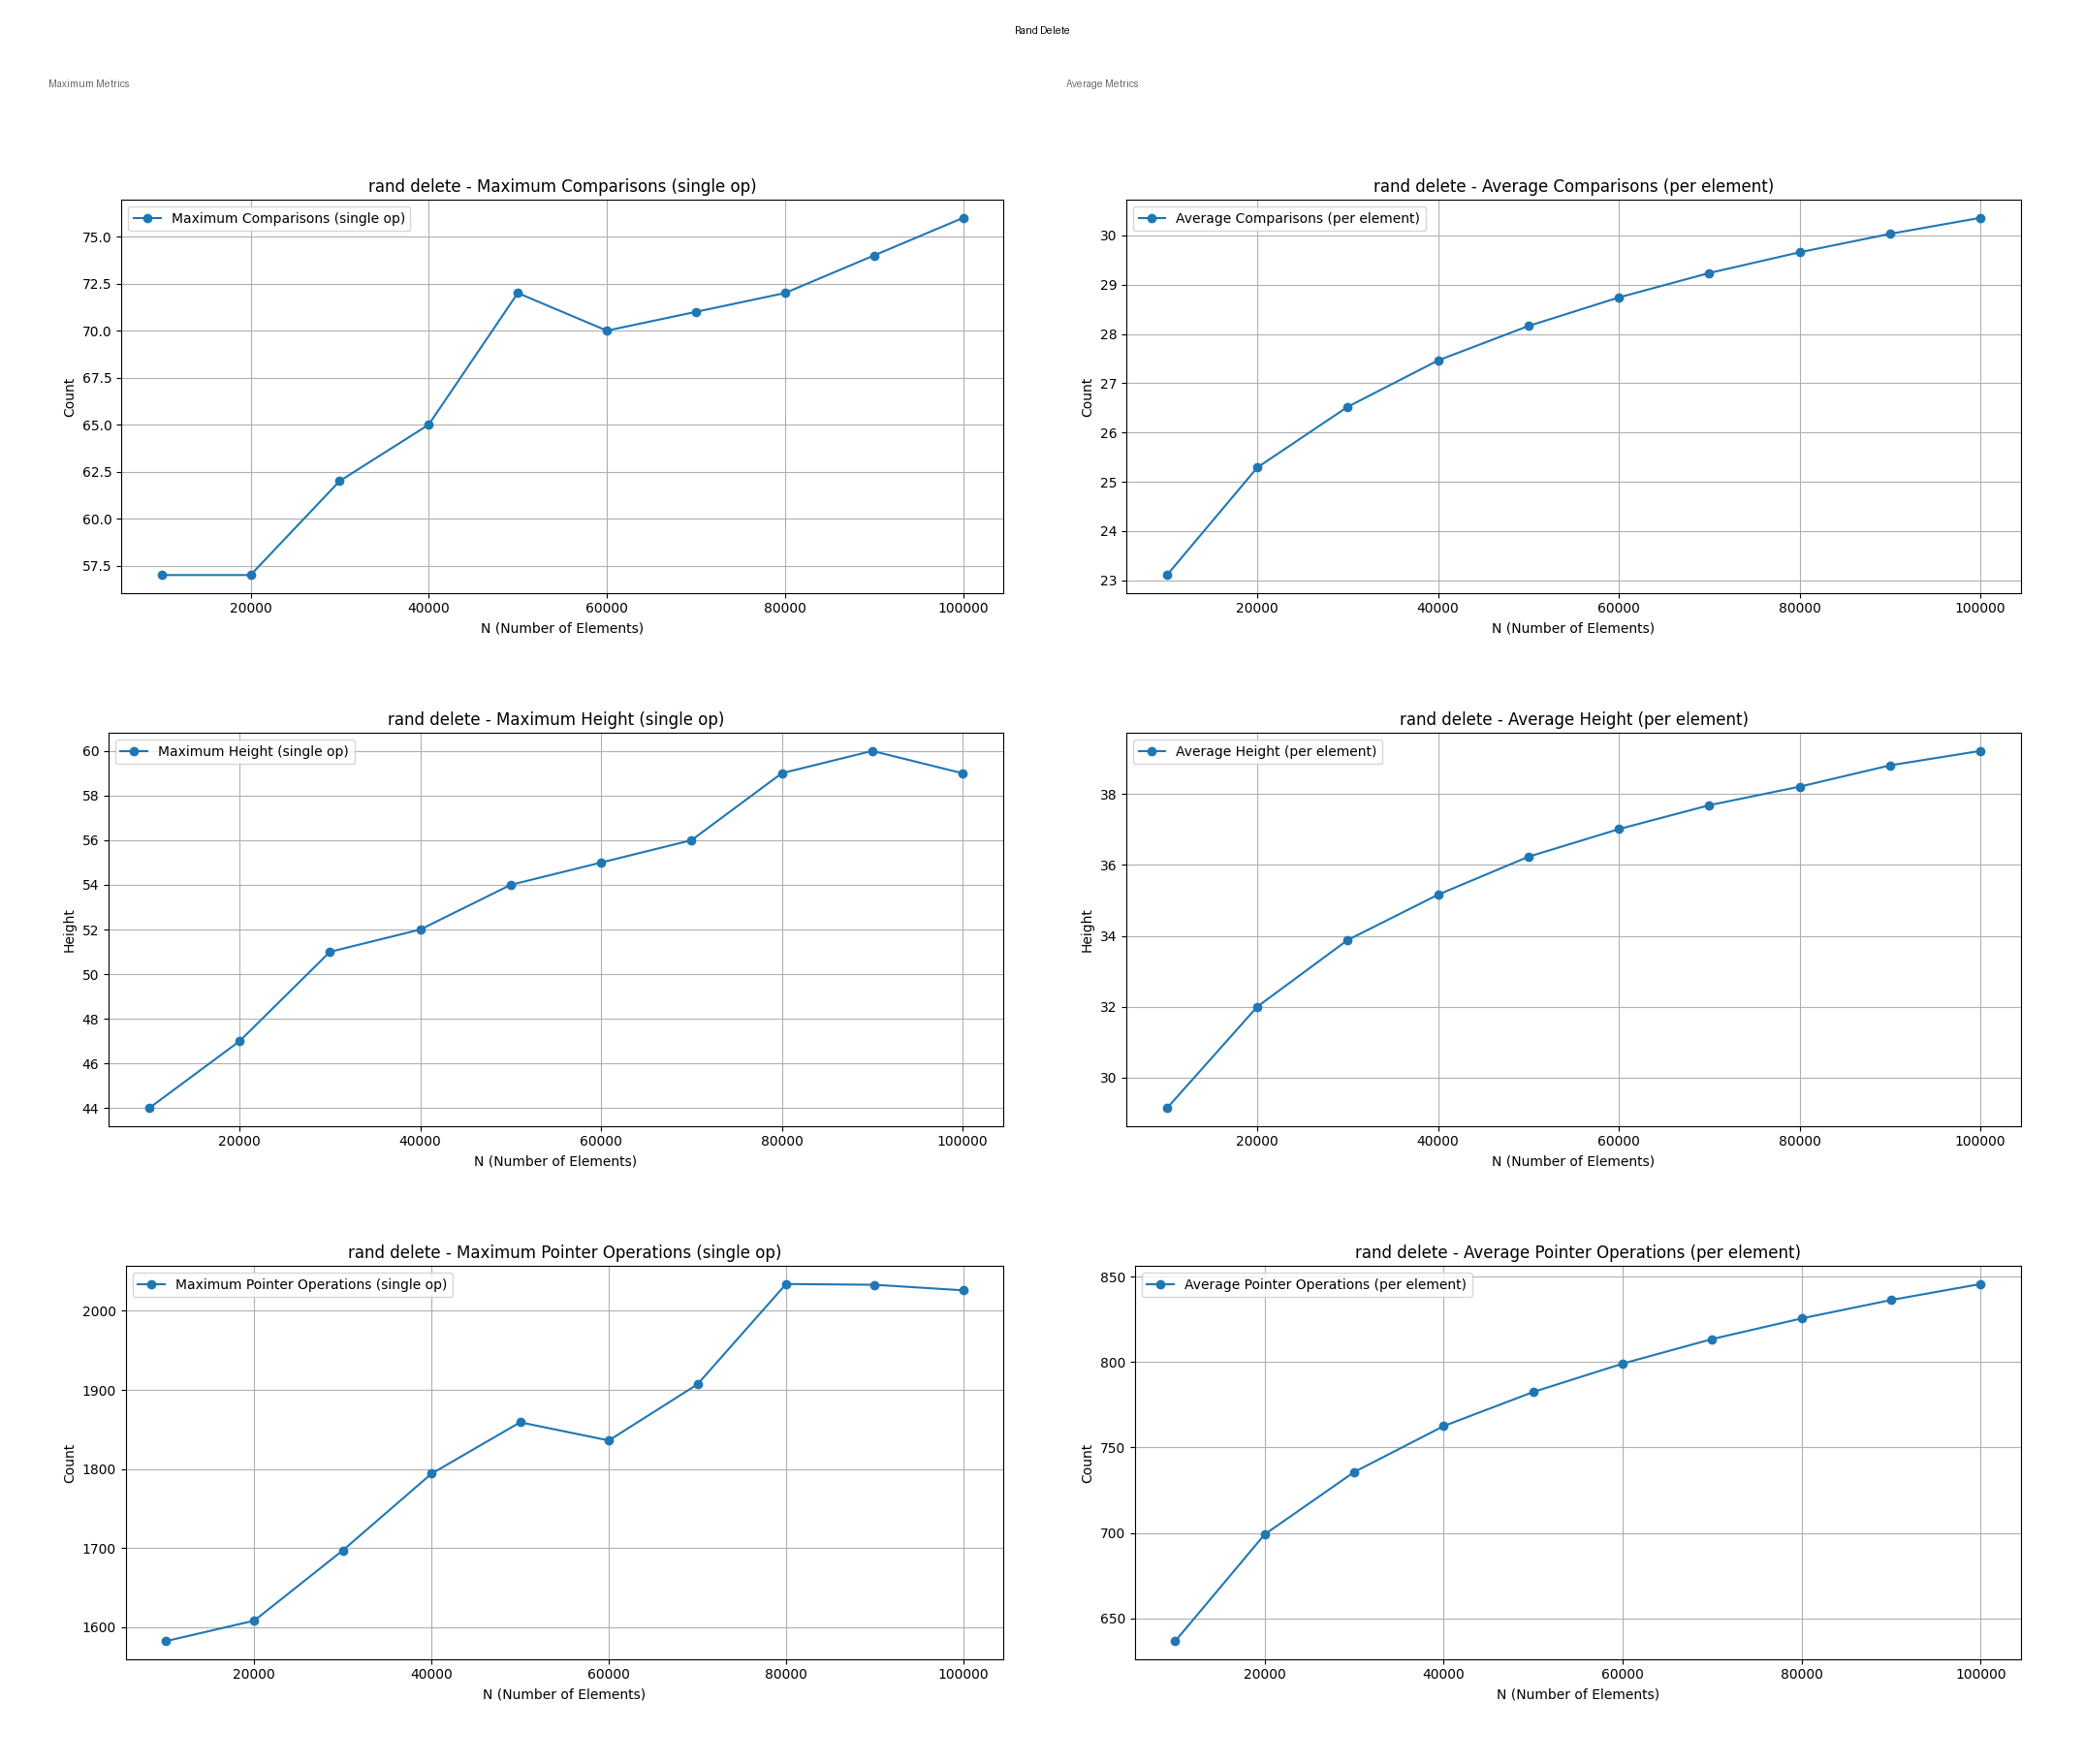 Rand Delete
Maximum Metrics
Average Metrics
rand delete - Maximum Comparisons (single op)
Maximum Comparisons (single op)
75.0
72.5
70.0
67.5
65.0
62.5
60.0
57.5
Count
20000 40000 60000 80000 100000
N (Number of Elements)
rand delete - Average Comparisons (per element)
Average Comparisons (per element)
30
29
28
27
26
25
24
23
Count
20000 40000 60000 80000 100000
N (Number of Elements)
rand delete - Maximum Height (single op)
Maximum Height (single op)
60
58
56
54
52
50
48
46
44
Height
20000 40000 60000 80000 100000
N (Number of Elements)
rand delete - Average Height (per element)
Average Height (per element)
38
36
34
32
30
Height
20000 40000 60000 80000 100000
N (Number of Elements)
rand delete - Maximum Pointer Operations (single op)
Maximum Pointer Operations (single op)
2000
1900
1800
1700
1600
Count
20000 40000 60000 80000 100000
N (Number of Elements)
rand delete - Average Pointer Operations (per element)
Average Pointer Operations (per element)
850
800
750
700
650
Count
20000 40000 60000 80000 100000
N (Number of Elements)